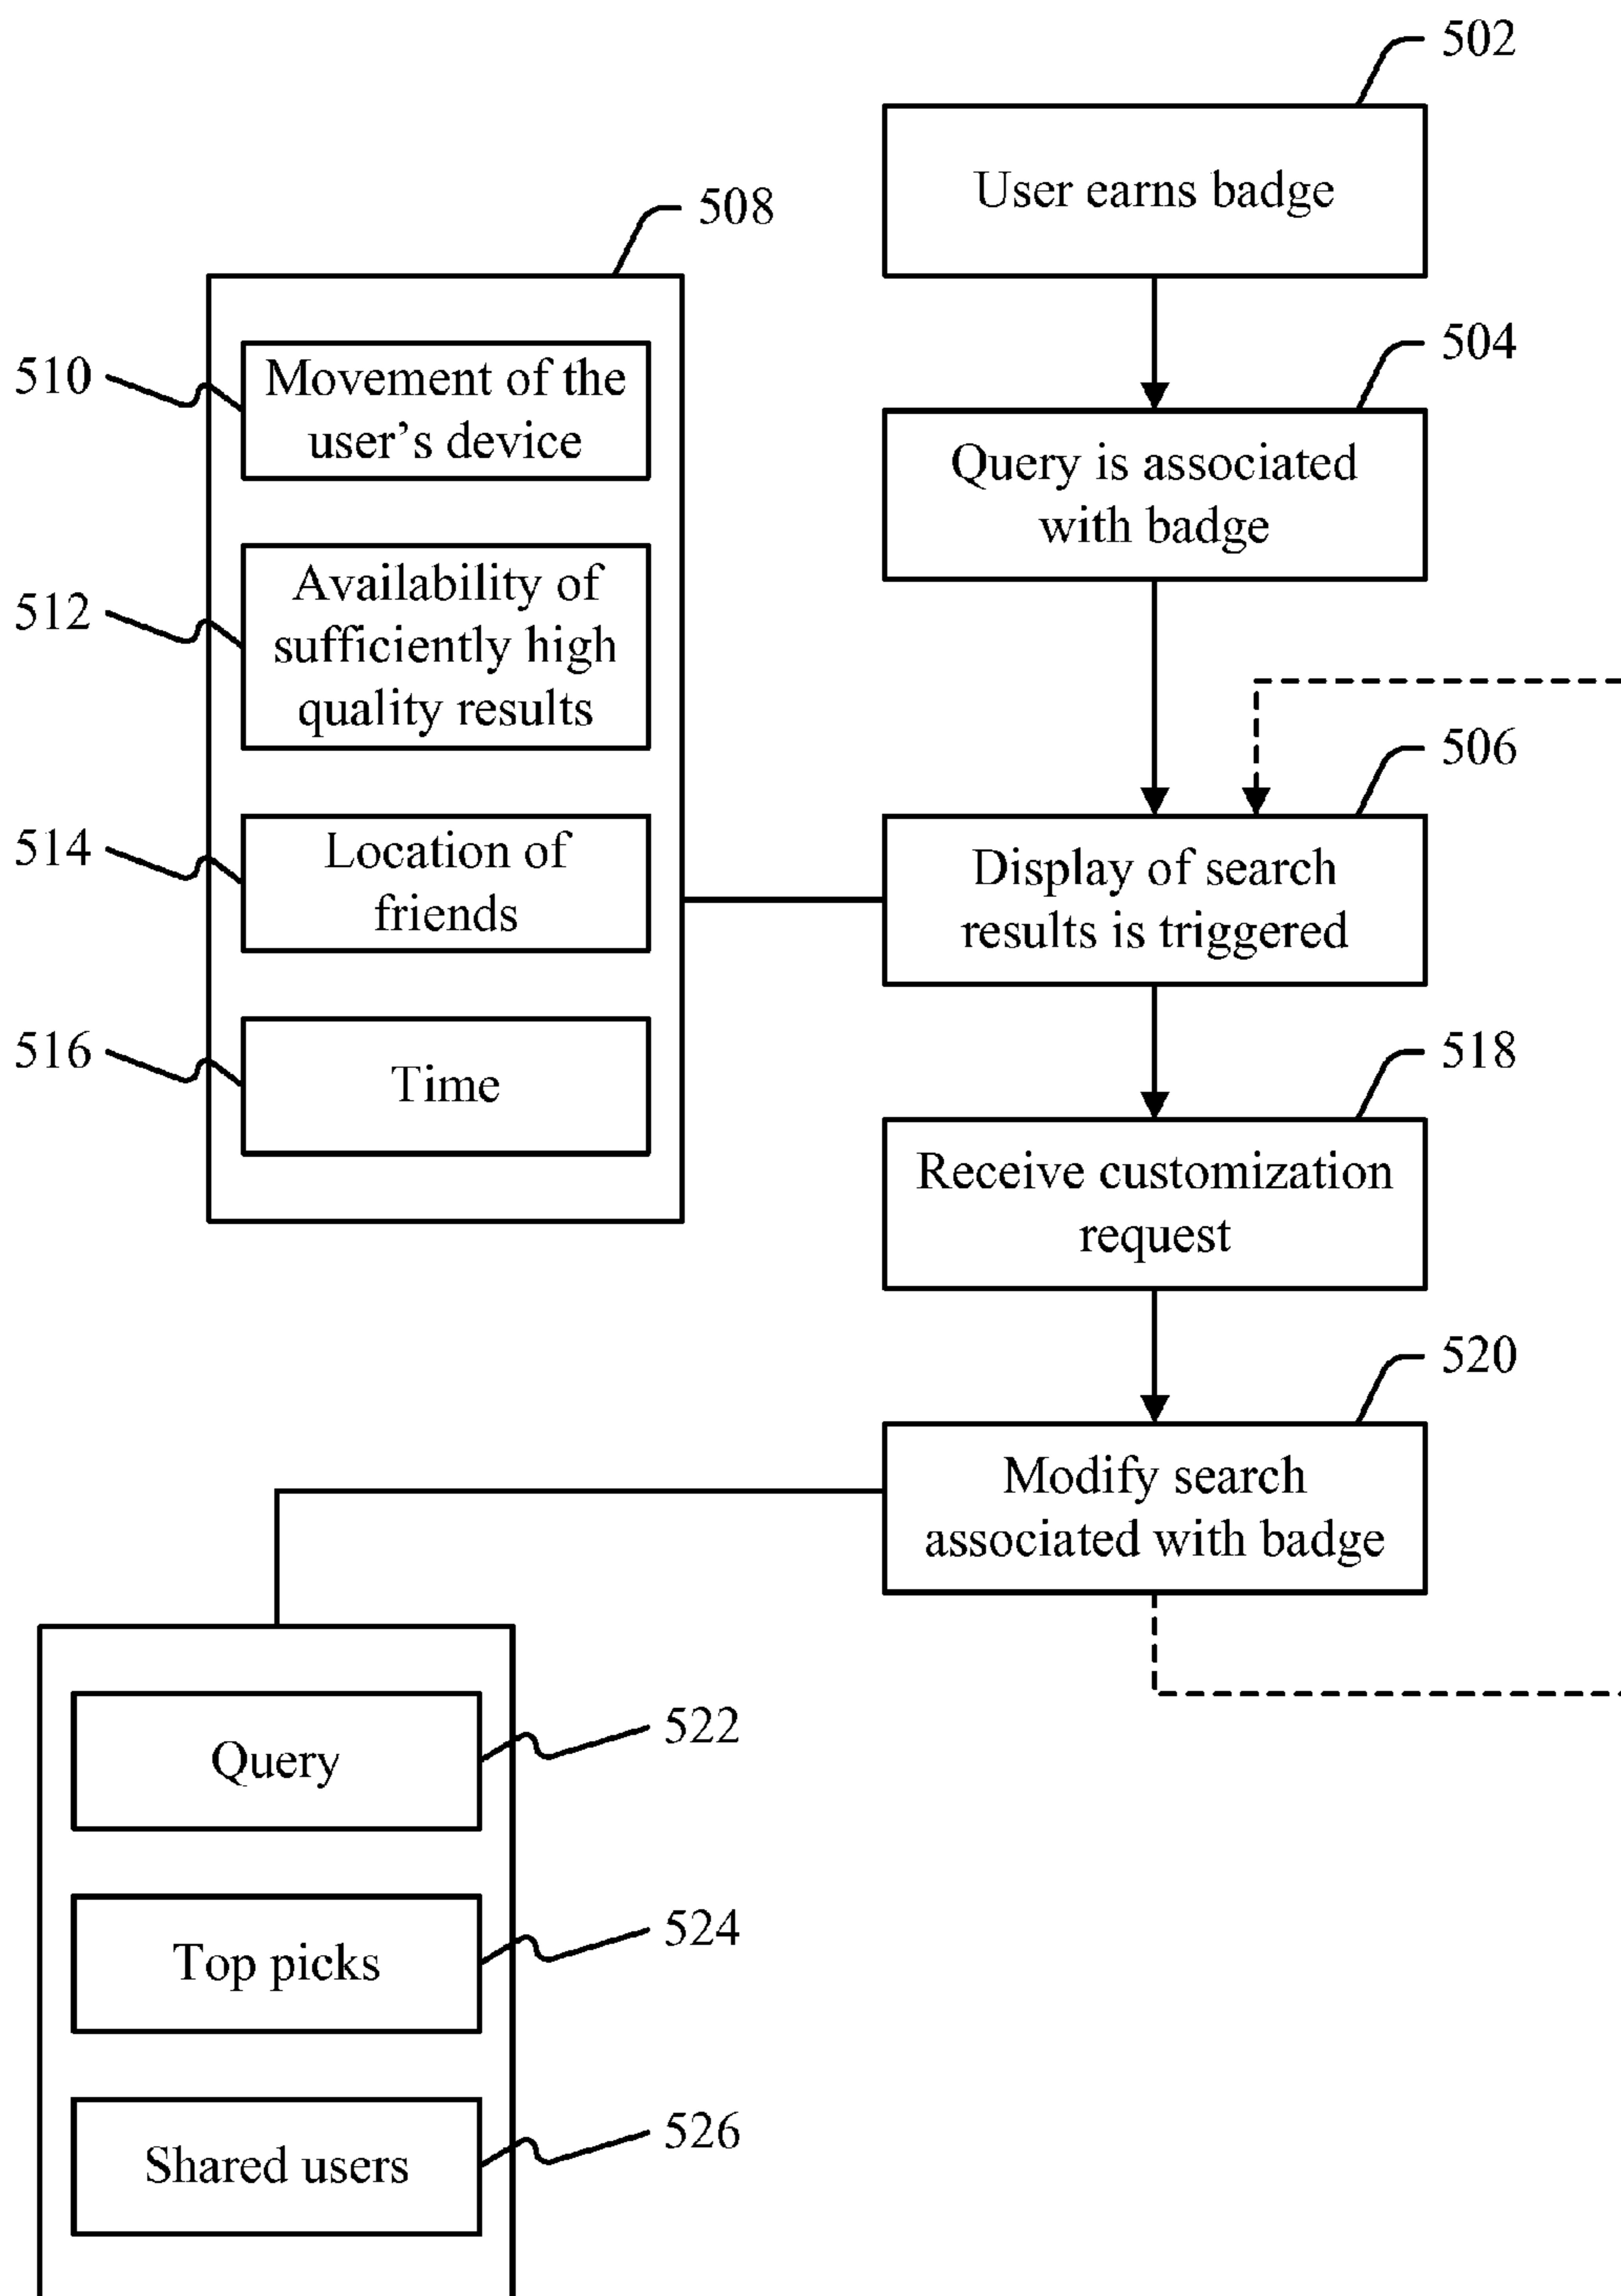 502
User earns badge
508
504
510
Movement of the
user's device
Query is associated
with badge
512
Availability of
sufficiently high
quality results
506
514
Location of
friends
Display of search
results is triggered
516
Time
518
Receive customization
request
520
Modify search
associated with badge
522
Query
524
Top picks
526
Shared users